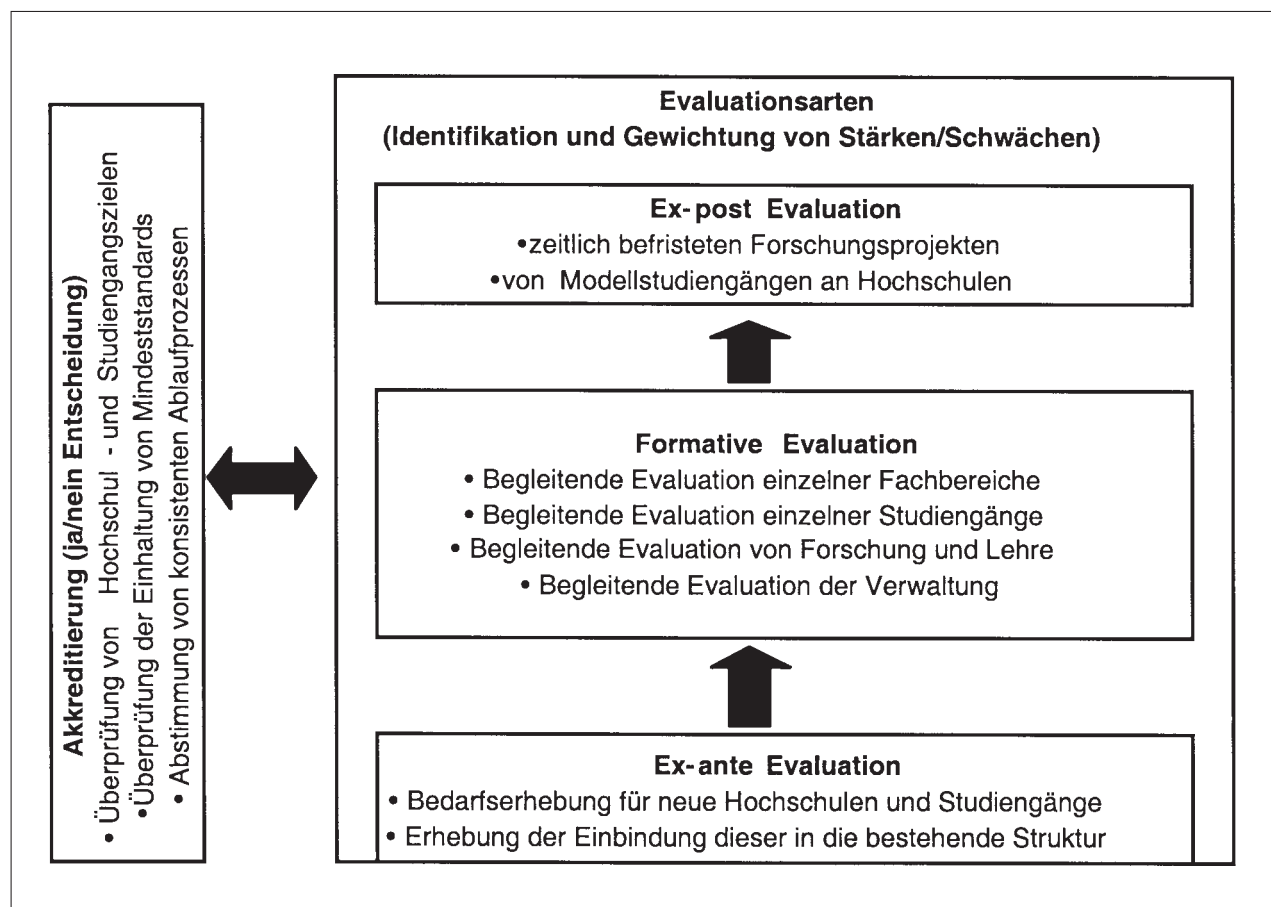 Akkreditierung (ja/nein Entscheidung)
• Überprüfung von Hochschul - und Studiengangszielen
•Überprüfung der Einhaltung von Mindeststandards
• Abstimmung von konsistenten Ablaufprozessen
Evaluationsarten
(Identifikation und Gewichtung von Stärken/Schwächen)
Ex-post Evaluation
•zeitlich befristeten Forschungsprojekten
•von Modellstudiengängen an Hochschulen
Formative Evaluation
• Begleitende Evaluation einzelner Fachbereiche
• Begleitende Evaluation einzelner Studiengänge
• Begleitende Evaluation von Forschung und Lehre
• Begleitende Evaluation der Verwaltung
Ex-ante Evaluation
• Bedarfserhebung für neue Hochschulen und Studiengänge
• Erhebung der Einbindung dieser in die bestehende Struktur